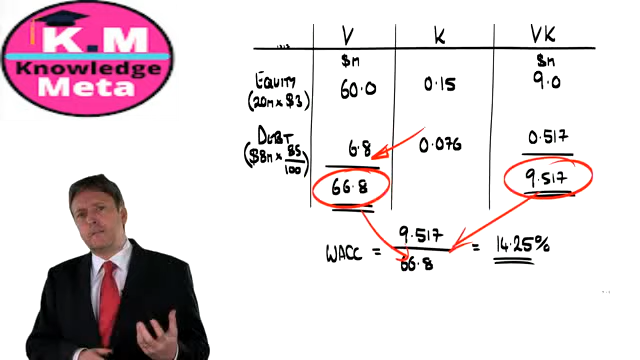 K.M
Knowledge
Meta
V K VK
$m $m
EQUITY 60.0 0.15 9.0
(20m x $3)
DEBT 6.8 0.076 0.517
($8m x 85/100)
66.8 9.517
WACC = 9.517 / 66.8 = 14.25%